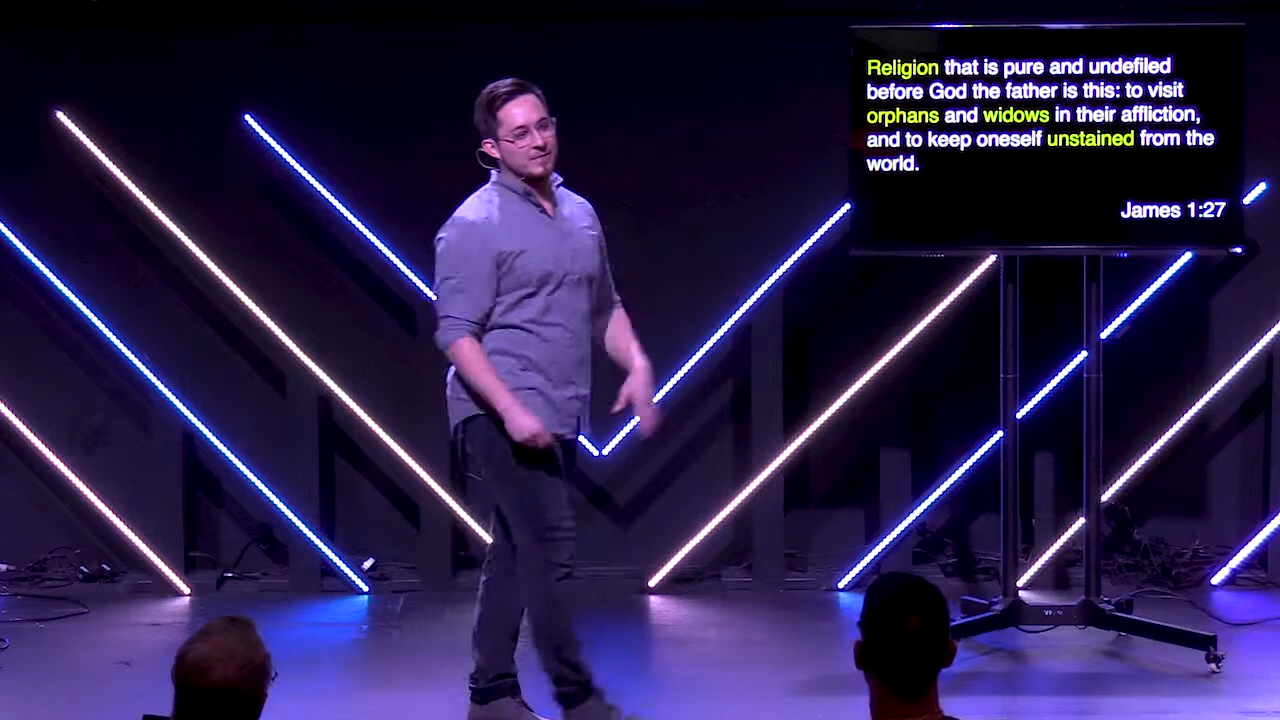 Religion that is pure and undefiled
before God the father is this: to visit
orphans and widows in their affliction,
and to keep oneself unstained from the
world.
James 1:27